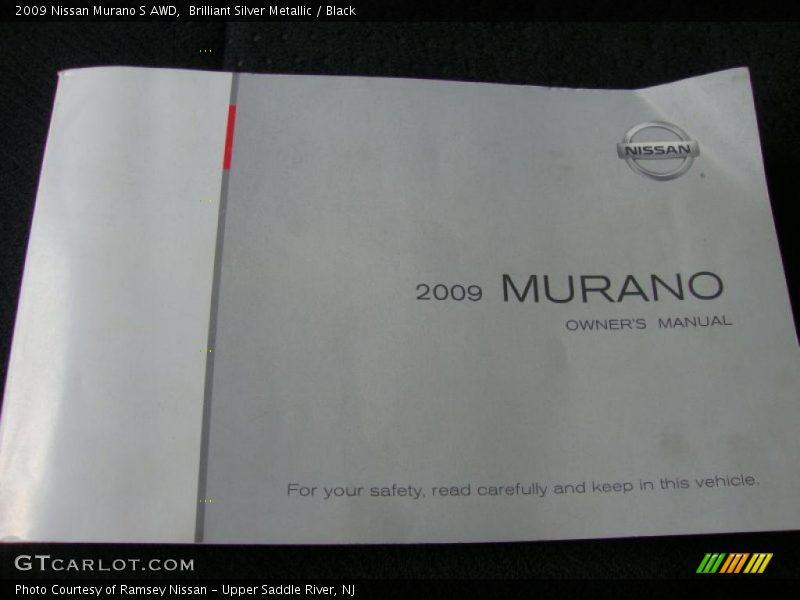 2009 Nissan Murano S AWD,  Brilliant Silver Metallic / Black
NISSAN
®
2009 MURANO
OWNER'S MANUAL
For your safety, read carefully and keep in this vehicle.
GTCARLOT.COM
Photo Courtesy of Ramsey Nissan – Upper Saddle River, NJ